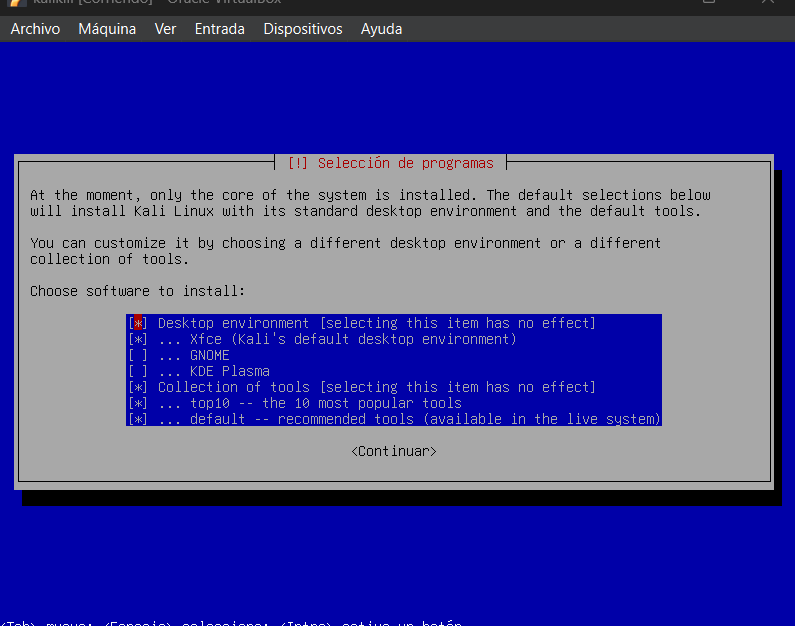 kalikili [Corriendo] - Oracle VirtualBox
Archivo Máquina Ver Entrada Dispositivos Ayuda
[!] Selección de programas
At the moment, only the core of the system is installed. The default selections below
will install Kali Linux with its standard desktop environment and the default tools.
You can customize it by choosing a different desktop environment or a different
collection of tools.
Choose software to install:
[*] Desktop environment [selecting this item has no effect]
[*] ... Xfce (Kali's default desktop environment)
[ ] ... GNOME
[ ] ... KDE Plasma
[*] Collection of tools [selecting this item has no effect]
[*] ... top10 -- the 10 most popular tools
[*] ... default -- recommended tools (available in the live system)
<Continuar>
<Tab> mueve; <Espacio> selecciona; <Intro> activa un botón